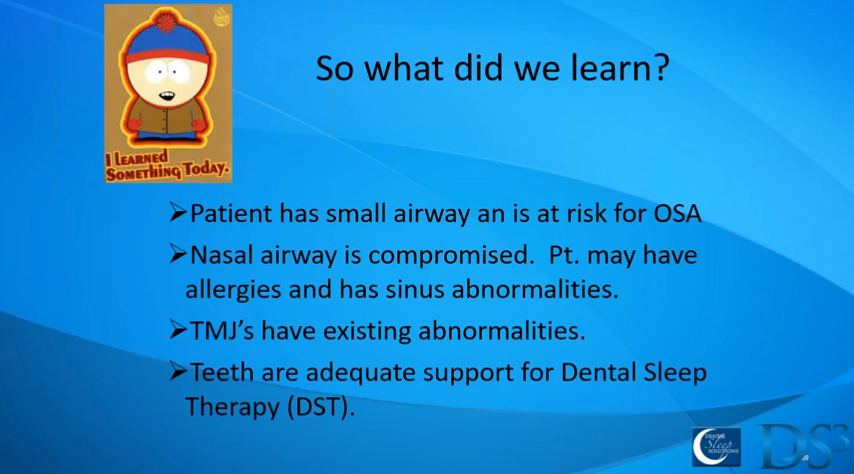 So what did we learn?
I LEARNED
SOMETHING TODAY.
➢Patient has small airway an is at risk for OSA
➢Nasal airway is compromised.  Pt. may have
allergies and has sinus abnormalities.
➢TMJ’s have existing abnormalities.
➢Teeth are adequate support for Dental Sleep
Therapy (DST).
DENTAL
Sleep
SOLUTIONS
DS3